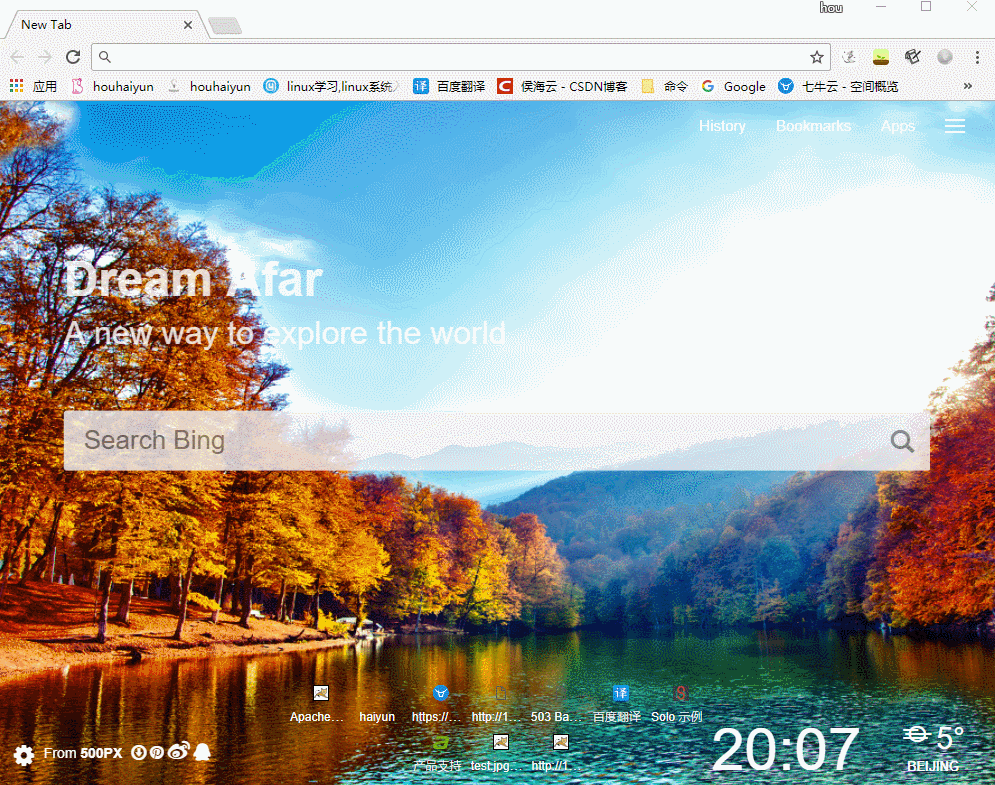 hou
New Tab
应用 houhaiyun houhaiyun linux学习,linux系统 百度翻译 侯海云 - CSDN博客 命令 Google 七牛云 - 空间概览 »
History Bookmarks Apps
Dream Afar
A new way to explore the world
Search Bing
Apache... haiyun https://... http://1... 503 Ba... 百度翻译 Solo 示例
产品支持 test.jpg... http://1...
From 500PX
20:07
5°
BEIJING